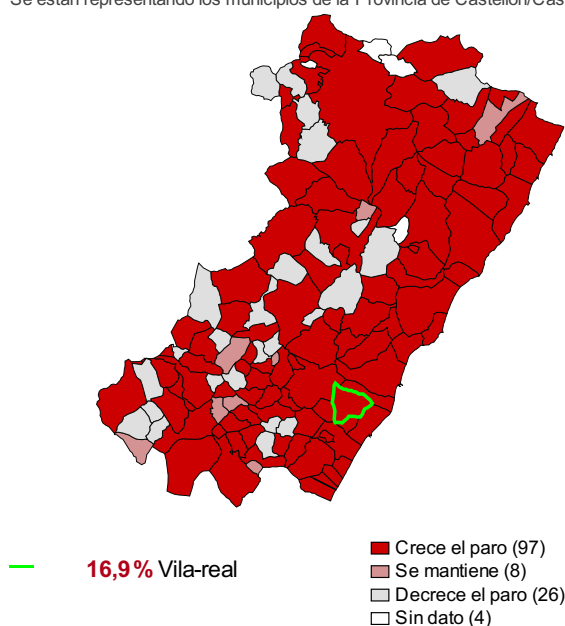 Se están representando los municipios de la Provincia de Castellón/Cas
16,9% Vila-real
Crece el paro (97)
Se mantiene (8)
Decrece el paro (26)
Sin dato (4)